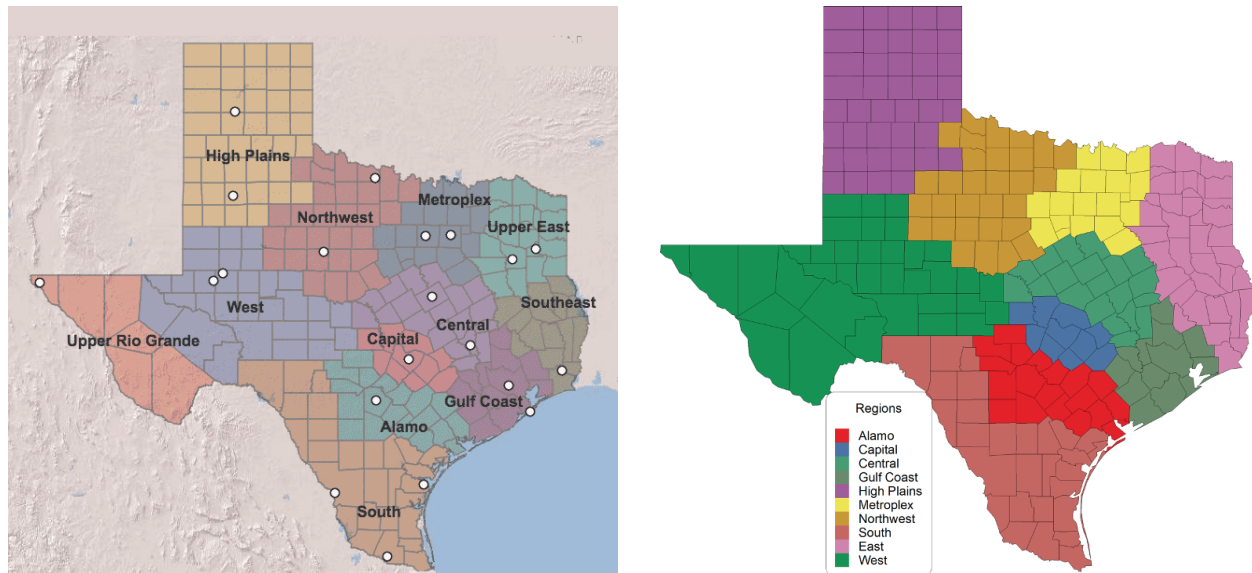 High Plains
Metroplex
Northwest
Upper East
Southeast
West
Central
Upper Rio Grande
Capital
Gulf Coast
Alamo
South
Regions
Alamo
Capital
Central
Gulf Coast
High Plains
Metroplex
Northwest
South
East
West